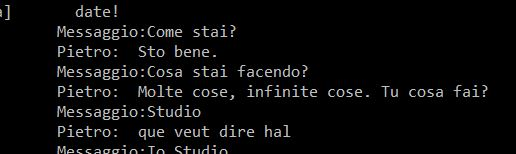 a] date!
Messaggio:Come stai?
Pietro: Sto bene.
Messaggio:Cosa stai facendo?
Pietro: Molte cose, infinite cose. Tu cosa fai?
Messaggio:Studio
Pietro: que veut dire hal
Messaggio:Io Studio